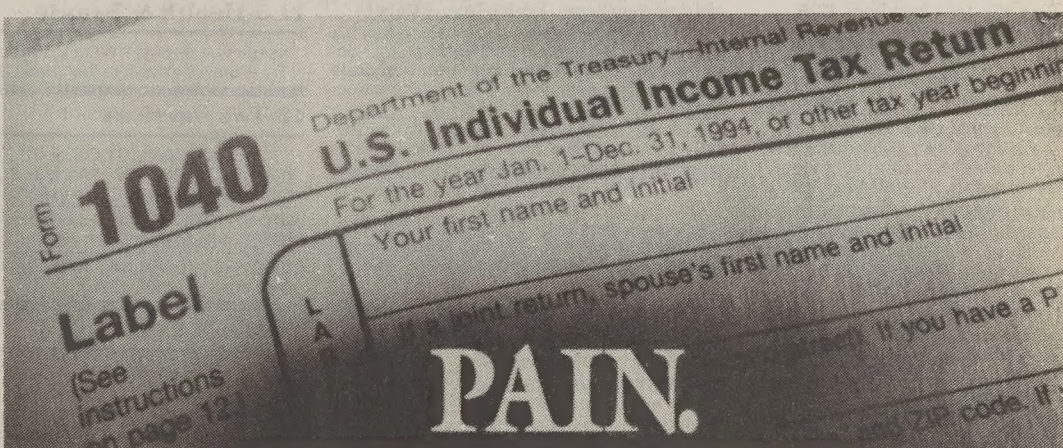 Department of the Treasury—Internal Revenue
Form 1040 U.S. Individual Income Tax Return
For the year Jan. 1–Dec. 31, 1994, or other tax year beginning
Label
(See
instructions
on page 12.)
L
A
Your first name and initial
If a joint return, spouse's first name and initial
If you have a P
and ZIP code. If
PAIN.